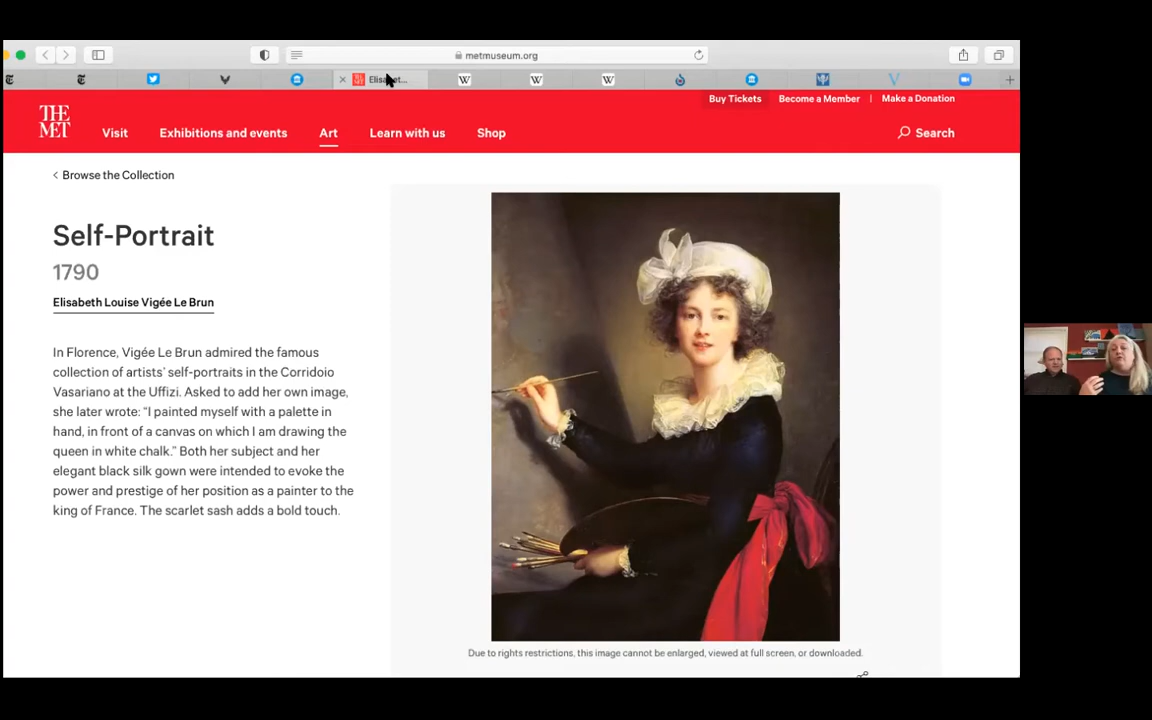 metmuseum.org
Elisabet...
Buy Tickets
Become a Member
Make a Donation
THE
MET
Visit
Exhibitions and events
Art
Learn with us
Shop
Search
Browse the Collection
Self-Portrait
1790
Elisabeth Louise Vigée Le Brun
In Florence, Vigée Le Brun admired the famous
collection of artists' self-portraits in the Corridoio
Vasariano at the Uffizi. Asked to add her own image,
she later wrote: “I painted myself with a palette in
hand, in front of a canvas on which I am drawing the
queen in white chalk.” Both her subject and her
elegant black silk gown were intended to evoke the
power and prestige of her position as a painter to the
king of France. The scarlet sash adds a bold touch.
Due to rights restrictions, this image cannot be enlarged, viewed at full screen, or downloaded.